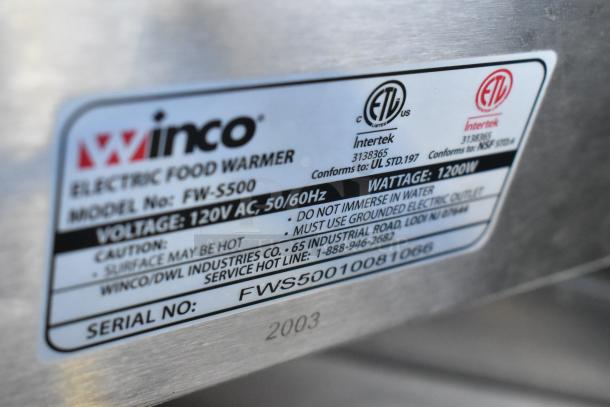 Winco®
ELECTRIC FOOD WARMER
MODEL No: FW-S500
VOLTAGE: 120V AC, 50/60Hz WATTAGE: 1200W
C ETL US
LISTED
Intertek
3138365
Conforms to: UL STD.197
ETL
Intertek
3138365
Conforms to: NSF STD.4
CAUTION:
· SURFACE MAY BE HOT
· DO NOT IMMERSE IN WATER
· MUST USE GROUNDED ELECTRIC OUTLET
WINCO/DWL INDUSTRIES CO. · 65 INDUSTRIAL ROAD, LODI NJ 07644
SERVICE HOT LINE: 1-888-946-2682
SERIAL NO: FWS50010081066
2003